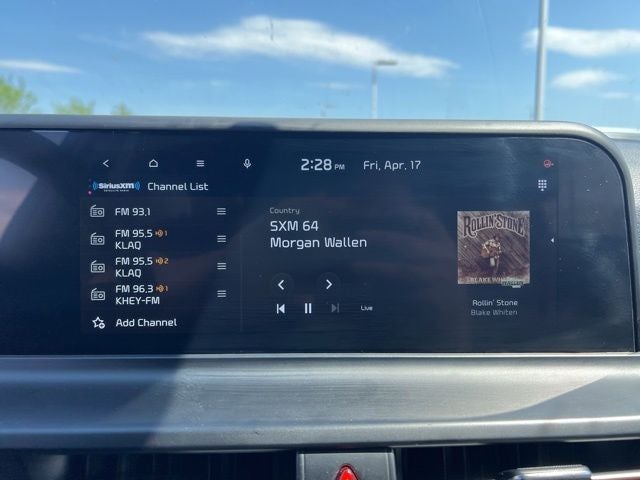 2:28 PM Fri, Apr, 17
SiriusXM Channel List
FM 93.1
FM 95.5 1
KLAQ
FM 95.5 2
KLAQ
FM 96.3 1
KHEY-FM
Add Channel
Country
SXM 64
Morgan Wallen
Live
ROLLIN' STONE
BLAKE WHITEN
Rollin' Stone
Blake Whiten